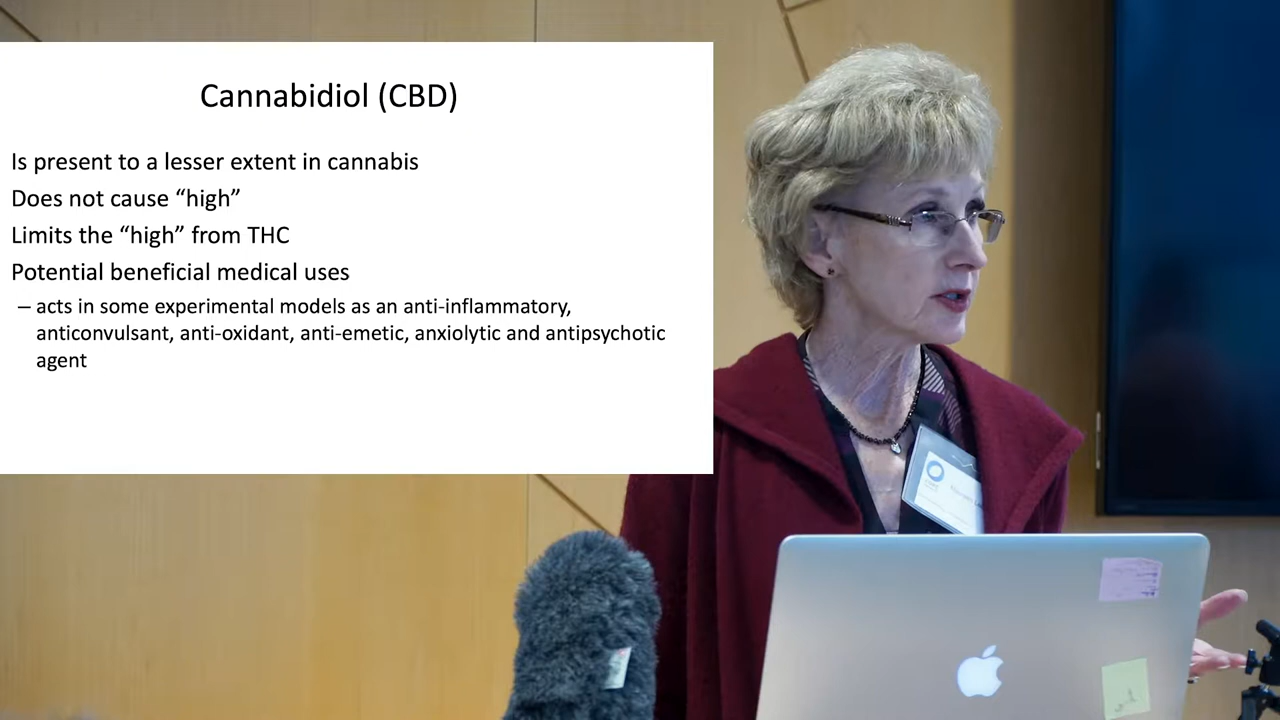 Cannabidiol (CBD)
Is present to a lesser extent in cannabis
Does not cause “high”
Limits the “high” from THC
Potential beneficial medical uses
– acts in some experimental models as an anti-inflammatory,
anticonvulsant, anti-oxidant, anti-emetic, anxiolytic and antipsychotic
agent